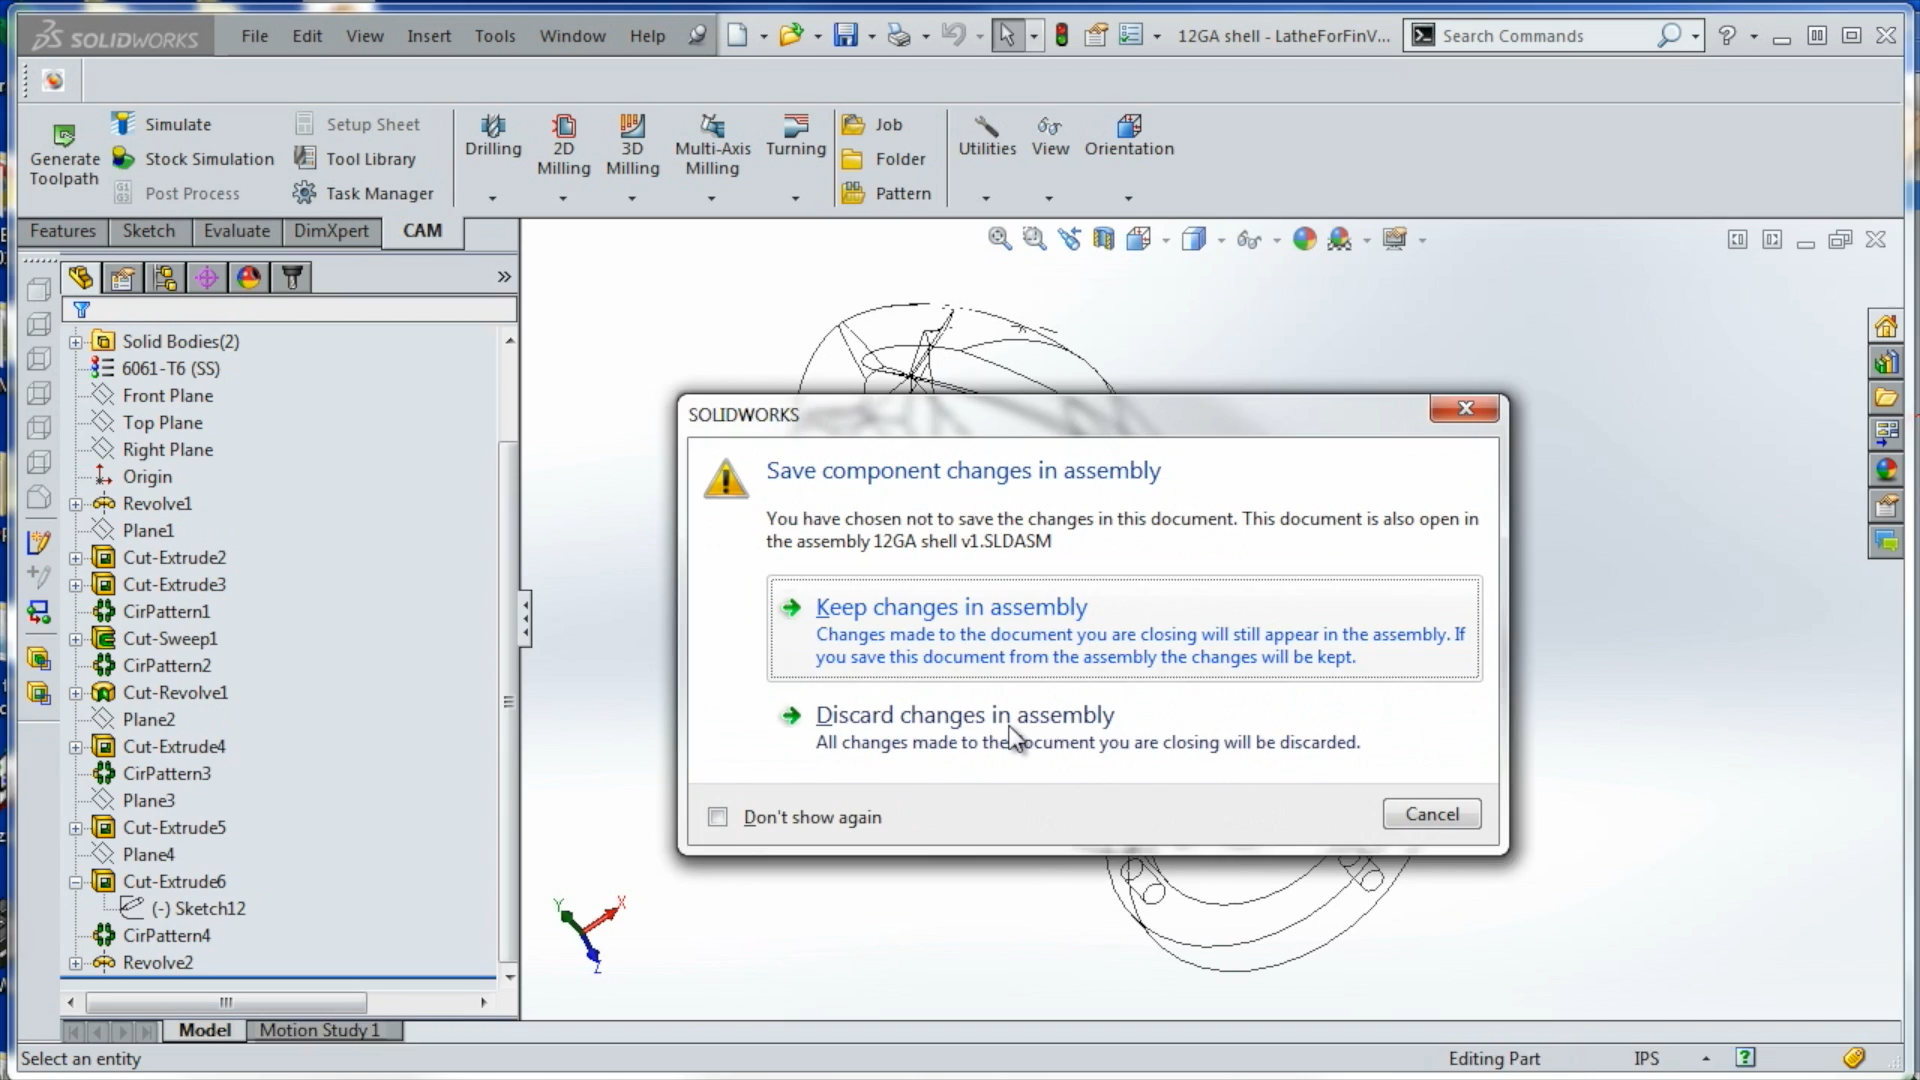 SOLIDWORKS File Edit View Insert Tools Window Help 12GA shell - LatheForFinV... Search Commands
Generate Toolpath
Simulate
Stock Simulation
Post Process
Setup Sheet
Tool Library
Task Manager
Drilling
2D Milling
3D Milling
Multi-Axis Milling
Turning
Job
Folder
Pattern
Utilities
View
Orientation
Features Sketch Evaluate DimXpert CAM
Solid Bodies(2)
6061-T6 (SS)
Front Plane
Top Plane
Right Plane
Origin
Revolve1
Plane1
Cut-Extrude2
Cut-Extrude3
CirPattern1
Cut-Sweep1
CirPattern2
Cut-Revolve1
Plane2
Cut-Extrude4
CirPattern3
Plane3
Cut-Extrude5
Plane4
Cut-Extrude6
(-) Sketch12
CirPattern4
Revolve2
SOLIDWORKS
Save component changes in assembly
You have chosen not to save the changes in this document. This document is also open in
the assembly 12GA shell v1.SLDASM
Keep changes in assembly
Changes made to the document you are closing will still appear in the assembly. If
you save this document from the assembly the changes will be kept.
Discard changes in assembly
All changes made to the document you are closing will be discarded.
Don't show again
Cancel
Y X
Z
Model Motion Study 1
Select an entity Editing Part IPS